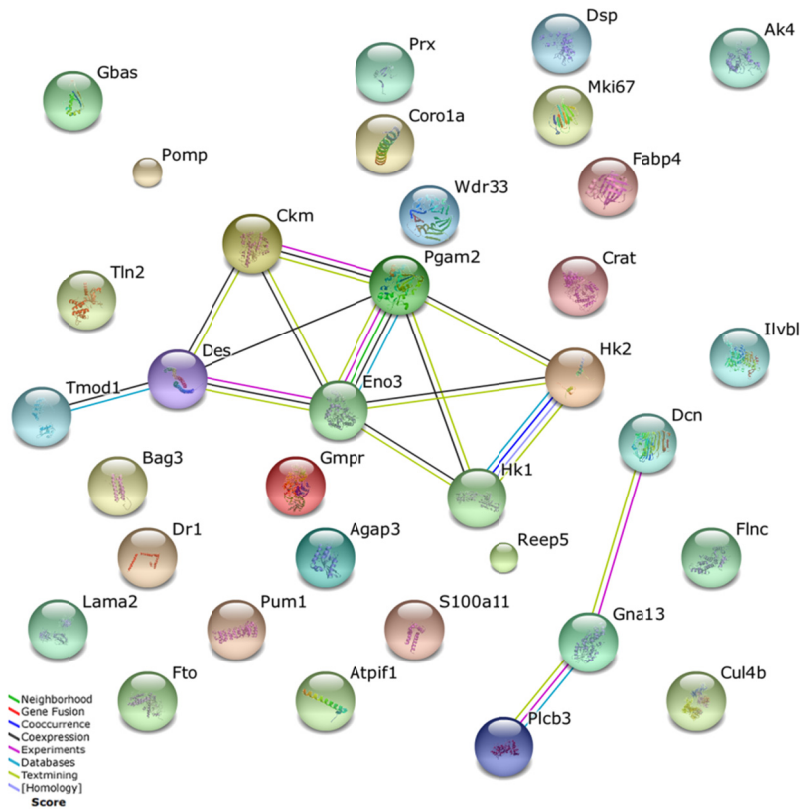 Dsp
Ak4
Prx
Gbas
Mki67
Coro1a
Pomp
Fabp4
Wdr33
Ckm
Pgam2
Crat
Tln2
Ilvbl
Des
Hk2
Eno3
Tmod1
Dcn
Bag3
Gmpr
Hk1
Dr1
Agap3
Reep5
Flnc
Lama2
Pum1
S100a11
Gna13
Fto
Atpif1
Cul4b
Plcb3
Neighborhood
Gene Fusion
Cooccurrence
Coexpression
Experiments
Databases
Textmining
[Homology]
Score